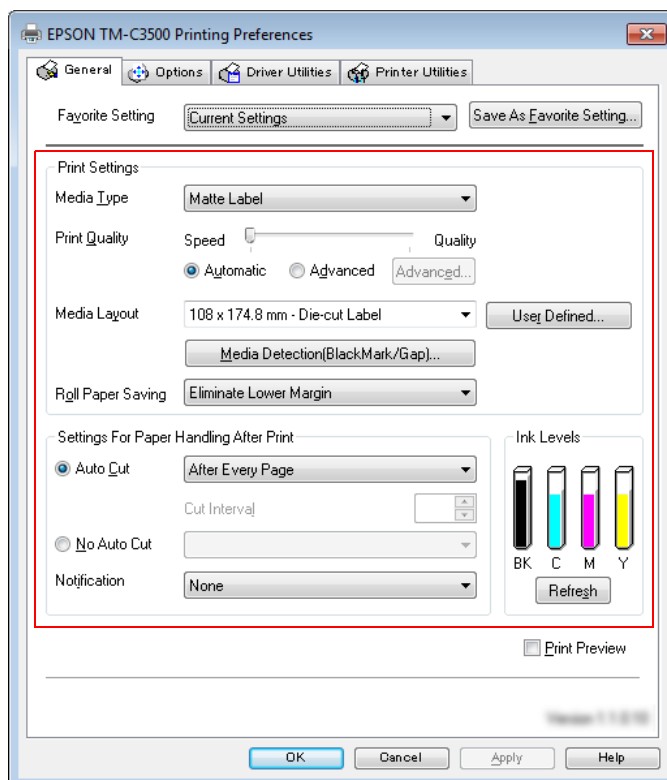 EPSON TM-C3500 Printing Preferences
General Options Driver Utilities Printer Utilities
Favorite Setting Current Settings Save As Favorite Setting...
Print Settings
Media Type Matte Label
Print Quality Speed Quality
Automatic Advanced Advanced...
Media Layout 108 x 174.8 mm - Die-cut Label User Defined...
Media Detection(BlackMark/Gap)...
Roll Paper Saving Eliminate Lower Margin
Settings For Paper Handling After Print
Auto Cut After Every Page
Cut Interval
No Auto Cut
Notification None
Ink Levels
BK C M Y
Refresh
Print Preview
OK Cancel Apply Help